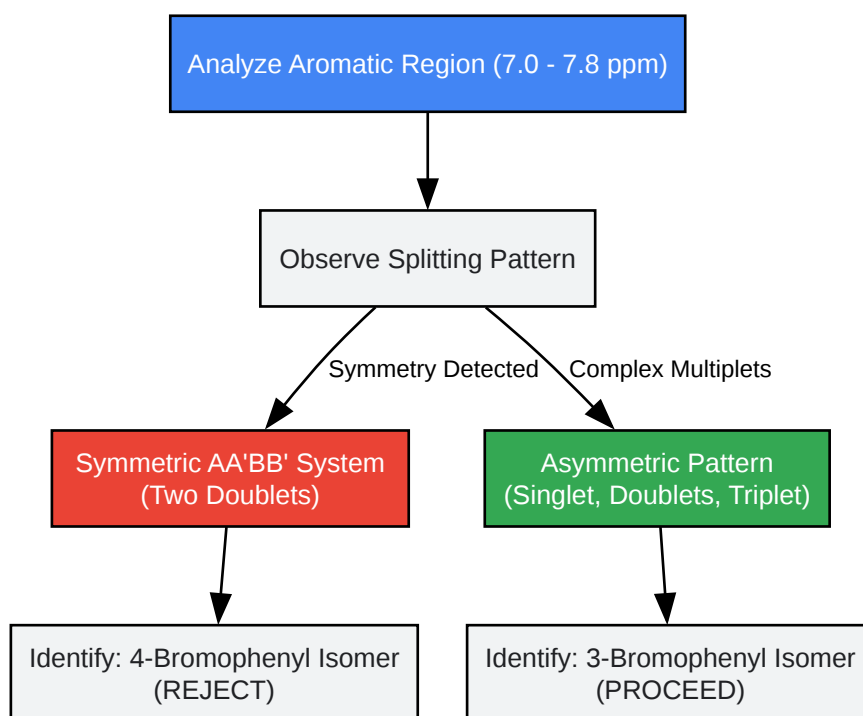 Analyze Aromatic Region (7.0 - 7.8 ppm)
Observe Splitting Pattern
Symmetry Detected
Complex Multiplets
Symmetric AA'BB' System
(Two Doublets)
Asymmetric Pattern
(Singlet, Doublets, Triplet)
Identify: 4-Bromophenyl Isomer
(REJECT)
Identify: 3-Bromophenyl Isomer
(PROCEED)